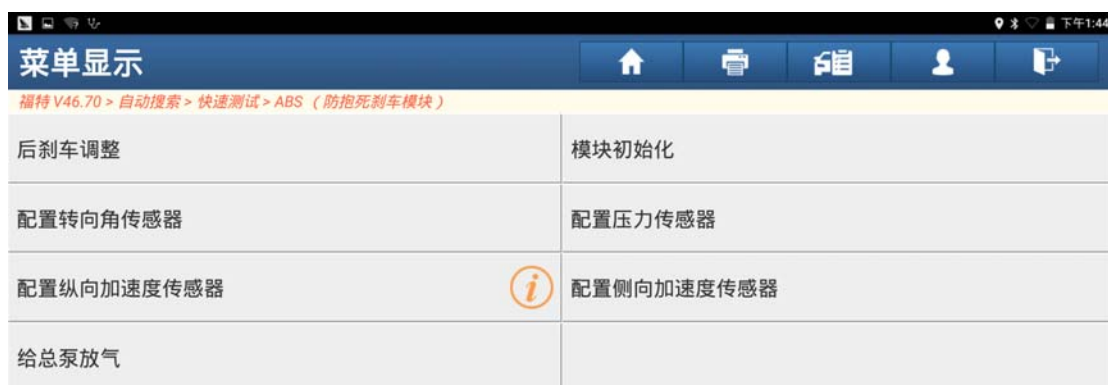 下午1:44
菜单显示
福特 V46.70 > 自动搜索 > 快速测试 > ABS （防抱死刹车模块）
后刹车调整
模块初始化
配置转向角传感器
配置压力传感器
配置纵向加速度传感器
配置侧向加速度传感器
给总泵放气